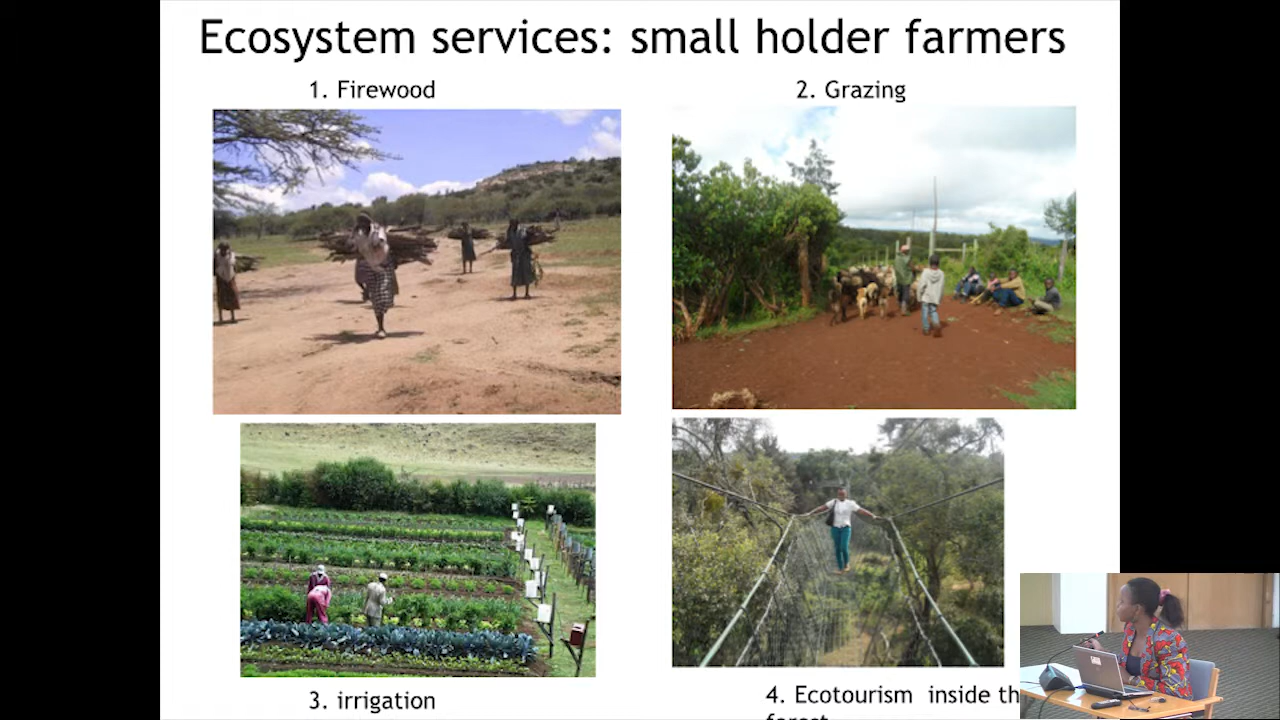 Ecosystem services: small holder farmers
1. Firewood
2. Grazing
3. irrigation
4. Ecotourism  inside th
forest